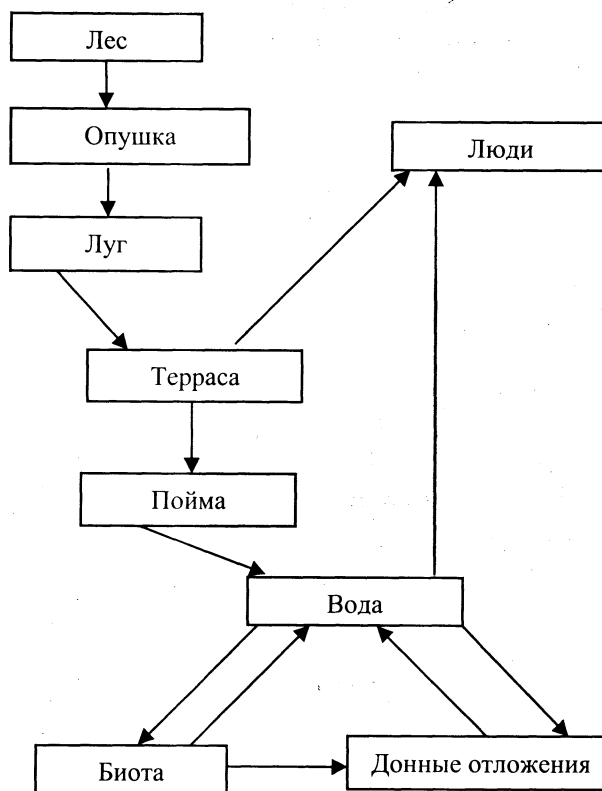 Лес
Опушка
Люди
Луг
Терраса
Пойма
Вода
Биота
Донные отложения